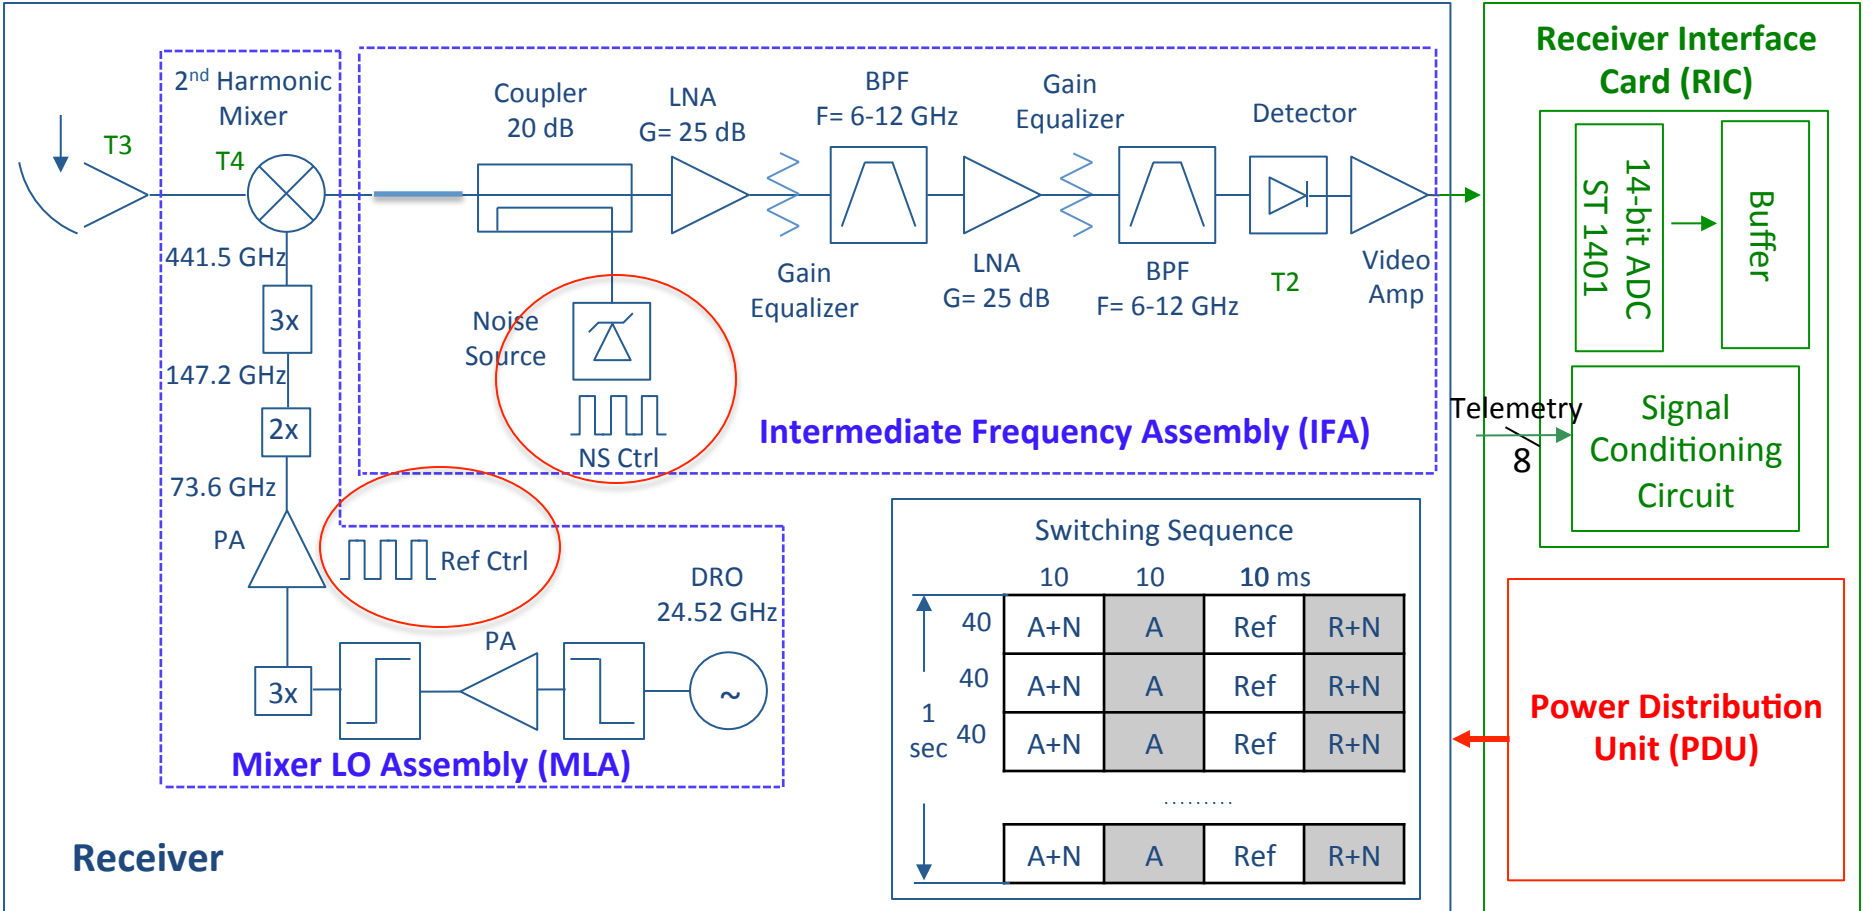 Receiver Interface
Card (RIC)
2nd Harmonic
Mixer
Coupler
20 dB
LNA
G= 25 dB
BPF
F= 6-12 GHz
Gain
Equalizer
Detector
T3
T4
14-bit ADC
ST 1401
Buffer
441.5 GHz
Gain
Equalizer
LNA
G= 25 dB
BPF
F= 6-12 GHz
T2
Video
Amp
3x
Noise
Source
147.2 GHz
2x
NS Ctrl
Intermediate Frequency Assembly (IFA)
Telemetry
8
Signal
Conditioning
Circuit
73.6 GHz
PA
Ref Ctrl
DRO
24.52 GHz
PA
3x
~
Mixer LO Assembly (MLA)
Switching Sequence
10 10 10 ms
40 A+N A Ref R+N
40 A+N A Ref R+N
40 A+N A Ref R+N
1
sec
.........
A+N A Ref R+N
Power Distribution
Unit (PDU)
Receiver